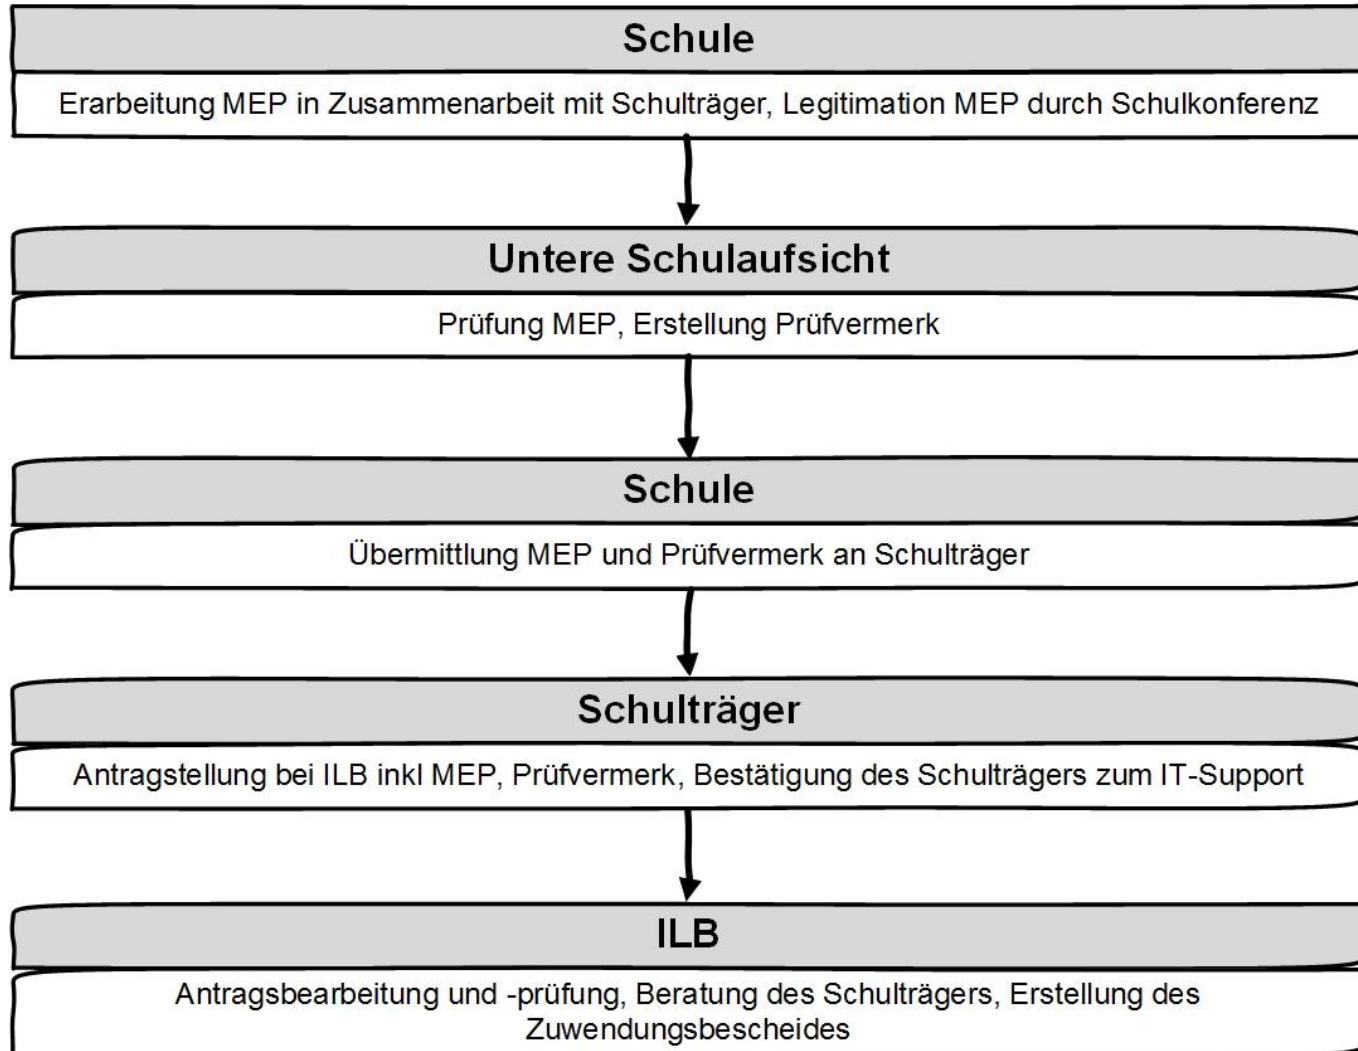 Schule
Erarbeitung MEP in Zusammenarbeit mit Schulträger, Legitimation MEP durch Schulkonferenz
Untere Schulaufsicht
Prüfung MEP, Erstellung Prüfvermerk
Schule
Übermittlung MEP und Prüfvermerk an Schulträger
Schulträger
Antragstellung bei ILB inkl MEP, Prüfvermerk, Bestätigung des Schulträgers zum IT-Support
ILB
Antragsbearbeitung und -prüfung, Beratung des Schulträgers, Erstellung des
Zuwendungsbescheides